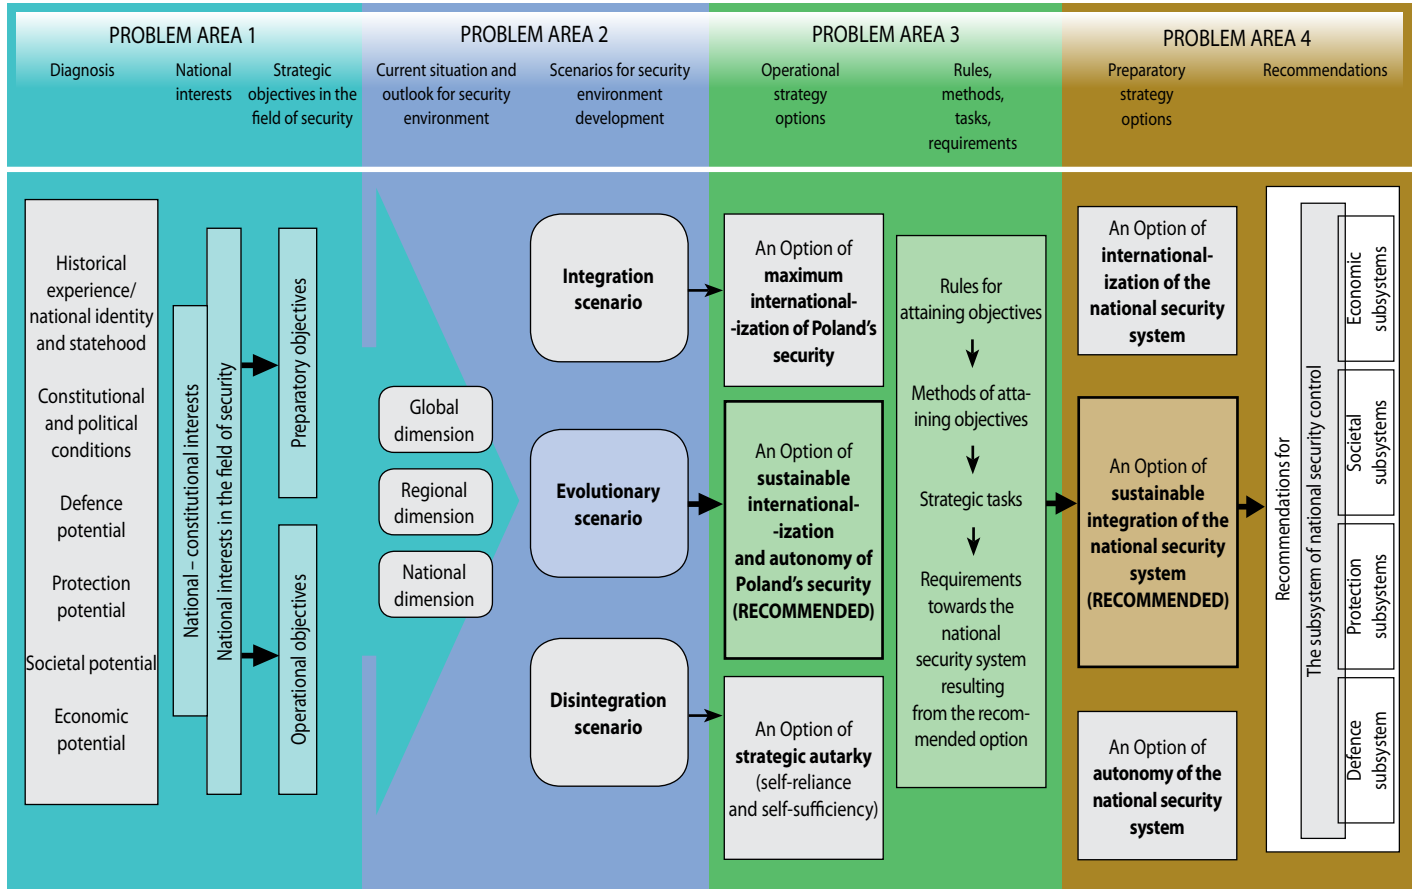 PROBLEM AREA 1
Diagnosis
National
interests
Strategic
objectives in the
field of security
PROBLEM AREA 2
Current situation and
outlook for security
environment
Scenarios for security
environment
development
PROBLEM AREA 3
Operational
strategy
options
Rules,
methods,
tasks,
requirements
PROBLEM AREA 4
Preparatory
strategy
options
Recommendations
Historical
experience/
national identity
and statehood
Constitutional
and political
conditions
Defence
potential
Protection
potential
Societal potential
Economic
potential
National – constitutional interests
National interests in the field of security
Preparatory objectives
Operational objectives
Global
dimension
Regional
dimension
National
dimension
Integration
scenario
Evolutionary
scenario
Disintegration
scenario
An Option of
maximum
international-
-ization of Poland's
security
An Option of
sustainable
international-
-ization
and autonomy of
Poland's security
(RECOMMENDED)
An Option of
strategic autarky
(self-reliance
and self-sufficiency)
Rules for
attaining objectives
Methods of atta-
ining objectives
Strategic tasks
Requirements
towards the
national
security system
resulting
from the recom-
mended option
An Option of
international-
ization of the
national security
system
An Option of
sustainable
integration of the
national security
system
(RECOMMENDED)
An Option of
autonomy of the
national security
system
Recommendations for
The subsystem of national security control
Economic
subsystems
Societal
subsystems
Protection
subsystems
Defence
subsystem